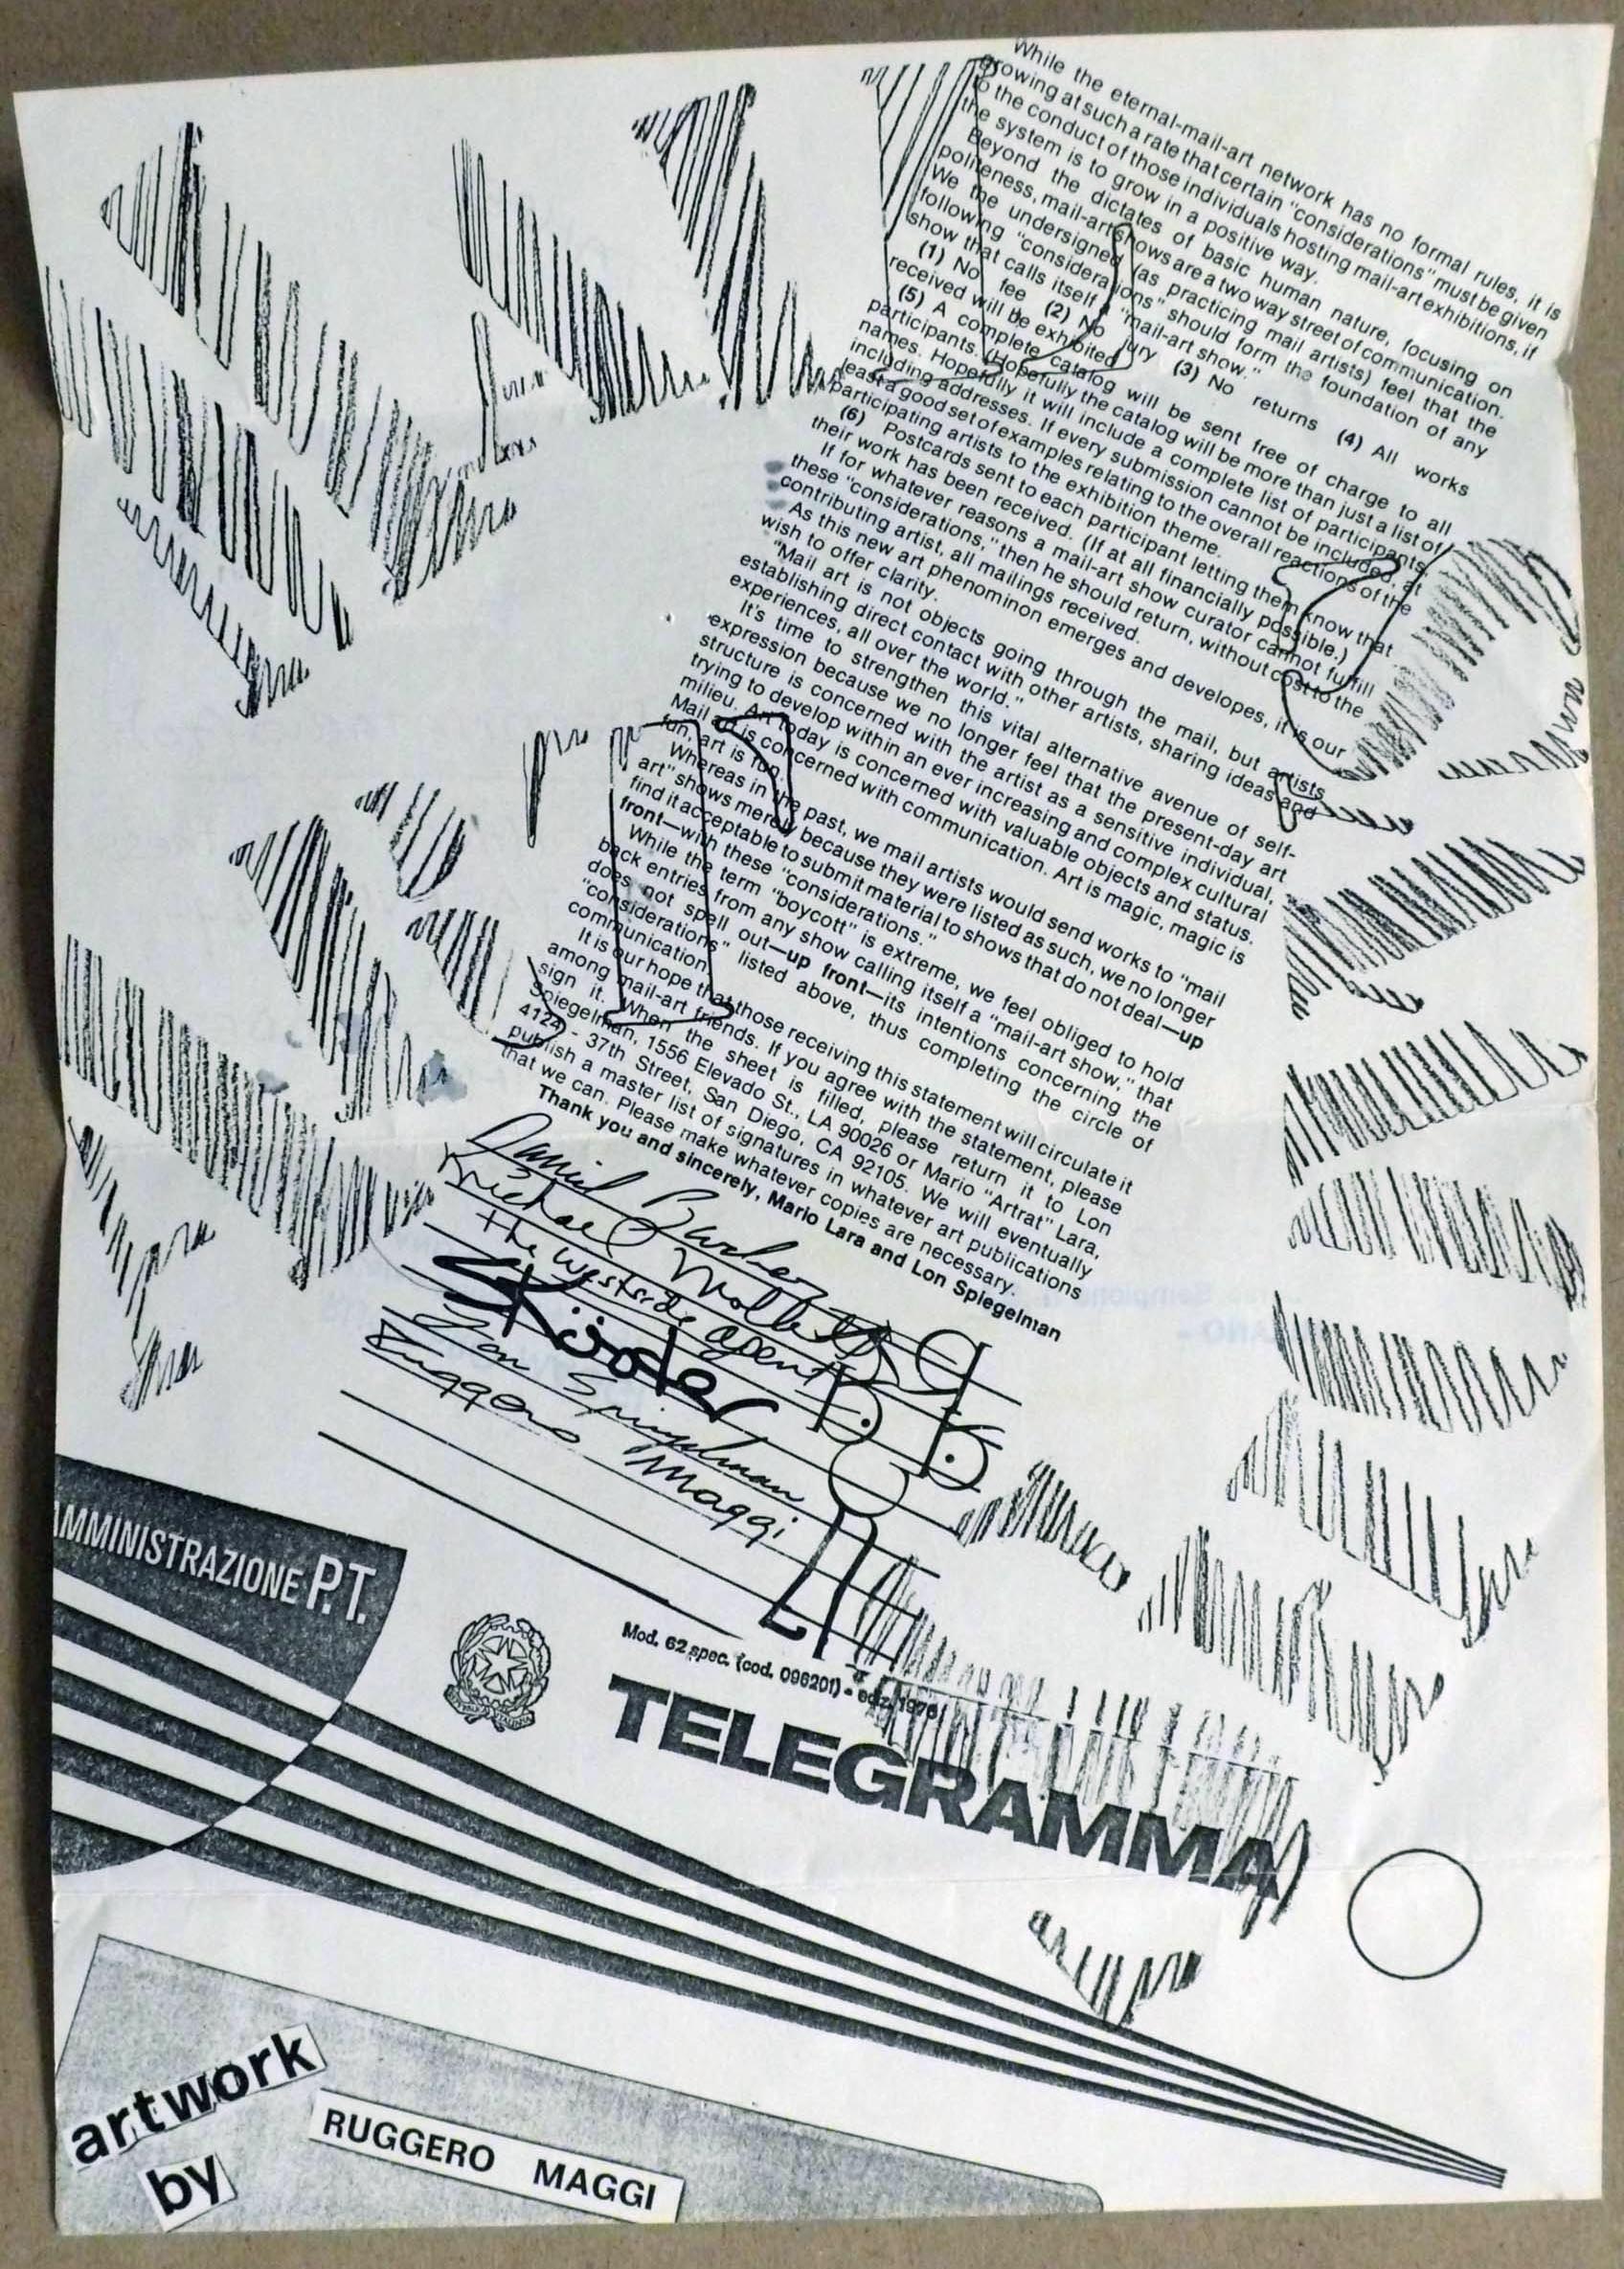 While the eternal-mail-art network has no formal rules, it is
growing at such a rate that certain "considerations" must be given
to the conduct of those individuals hosting mail-art exhibitions, if
the system is to grow in a positive way.
Beyond the dictates of basic human nature, focusing on
politeness, mail-art shows are a two way street of communication.
We the undersigned (as practicing mail artists) feel that the
following "considerations" should form the foundation of any
show that calls itself a "mail-art show."
(1) No fee (2) No jury (3) No returns (4) All works
received will be exhibited
(5) A complete catalog will be sent free of charge to all
participants. (Hopefully the catalog will be more than just a list of
names. Hopefully it will include a complete list of participants,
including addresses. If every submission cannot be included, at
least a good set of examples relating to the overall reactions of the
participating artists to the exhibition theme.
(6) Postcards sent to each participant letting them know that
their work has been received. (If at all financially possible.)
If for whatever reasons a mail-art show curator cannot fulfill
these "considerations," then he should return, without cost to the
contributing artist, all mailings received.
As this new art phenominon emerges and developes, it is our
wish to offer clarity.
"Mail art is not objects going through the mail, but artists
establishing direct contact with other artists, sharing ideas and
experiences, all over the world."
It's time to strengthen this vital alternative avenue of self-
expression because we no longer feel that the present-day art
structure is concerned with the artist as a sensitive individual,
trying to develop within an ever increasing and complex cultural
milieu. Art today is concerned with valuable objects and status.
Mail art is concerned with communication. Art is magic, magic is
fun, art is fun.
Whereas in the past, we mail artists would send works to "mail
art" shows merely because they were listed as such, we no longer
find it acceptable to submit material to shows that do not deal—up
front—with these "considerations."
While the term "boycott" is extreme, we feel obliged to hold
back entries from any show calling itself a "mail-art show," that
does not spell out—up front—its intentions concerning the
"considerations" listed above, thus completing the circle of
communication.
It is our hope that those receiving this statement will circulate it
among mail-art friends. If you agree with the statement, please
sign it. When the sheet is filled, please return it to Lon
Spiegelman, 1556 Elevado St., LA 90026 or Mario "Artrat" Lara,
4124 - 37th Street, San Diego, CA 92105. We will eventually
publish a master list of signatures in whatever art publications
that we can. Please make whatever copies are necessary.
Thank you and sincerely, Mario Lara and Lon Spiegelman
Michael Mollett
the westside agent
Lon Spiegelman
Ruggero Maggi
AMMINISTRAZIONE P.T.
Mod. 62 spec. (cod. 096201) - ediz. 1976
TELEGRAMMA
artwork
by
RUGGERO MAGGI